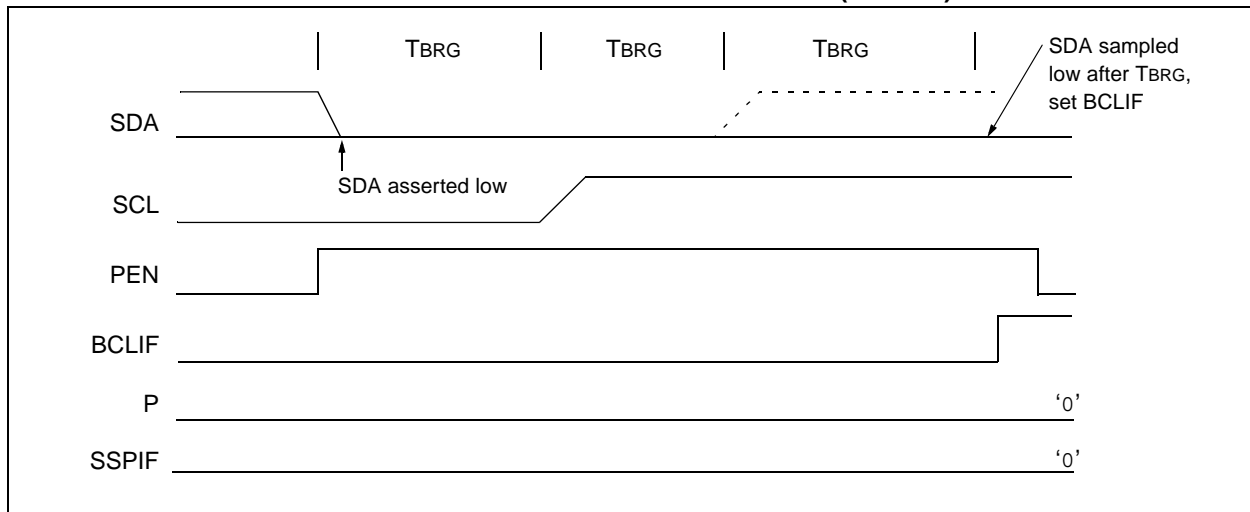 TBRG TBRG TBRG
SDA sampled
low after TBRG,
set BCLIF
SDA
SDA asserted low
SCL
PEN
BCLIF
P '0'
SSPIF '0'